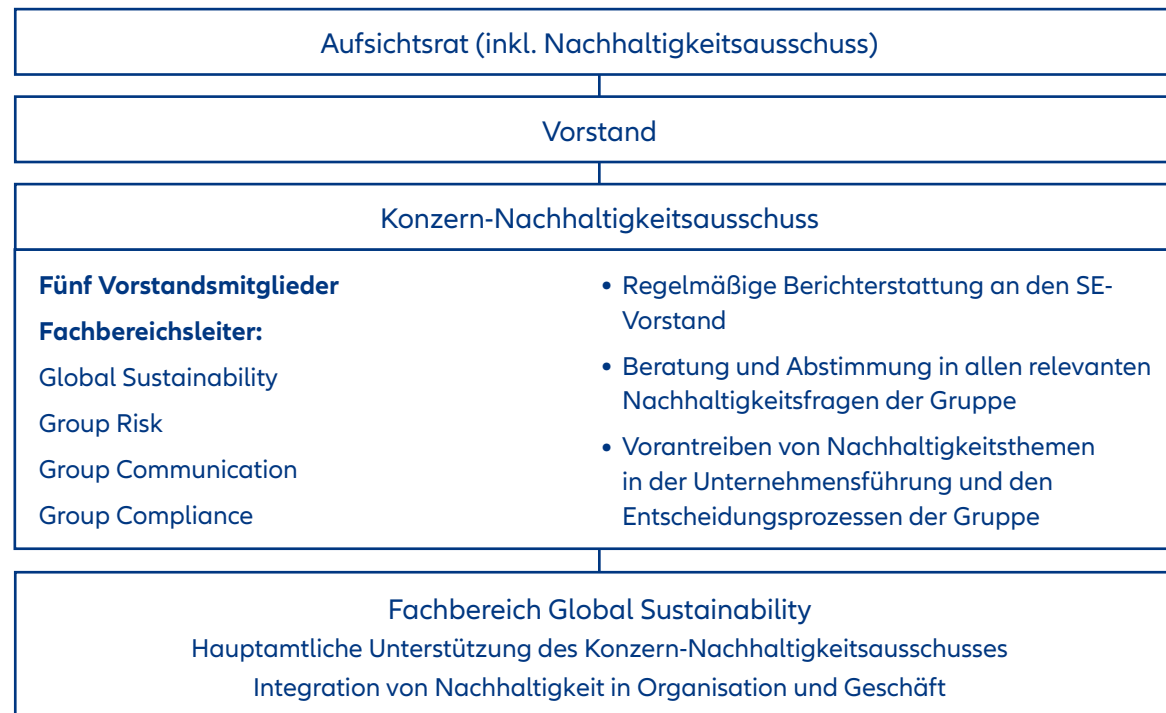 Aufsichtsrat (inkl. Nachhaltigkeitsausschuss)
Vorstand
Konzern-Nachhaltigkeitsausschuss
Fünf Vorstandsmitglieder
Fachbereichsleiter:
Global Sustainability
Group Risk
Group Communication
Group Compliance
• Regelmäßige Berichterstattung an den SE-
Vorstand
• Beratung und Abstimmung in allen relevanten
Nachhaltigkeitsfragen der Gruppe
• Vorantreiben von Nachhaltigkeitsthemen
in der Unternehmensführung und den
Entscheidungsprozessen der Gruppe
Fachbereich Global Sustainability
Hauptamtliche Unterstützung des Konzern-Nachhaltigkeitsausschusses
Integration von Nachhaltigkeit in Organisation und Geschäft